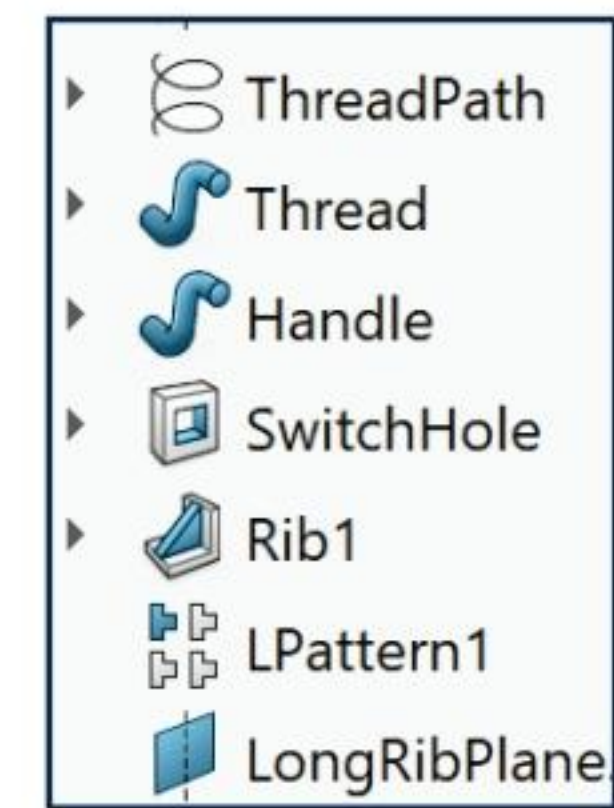 ThreadPath
Thread
Handle
SwitchHole
Rib1
LPattern1
LongRibPlane